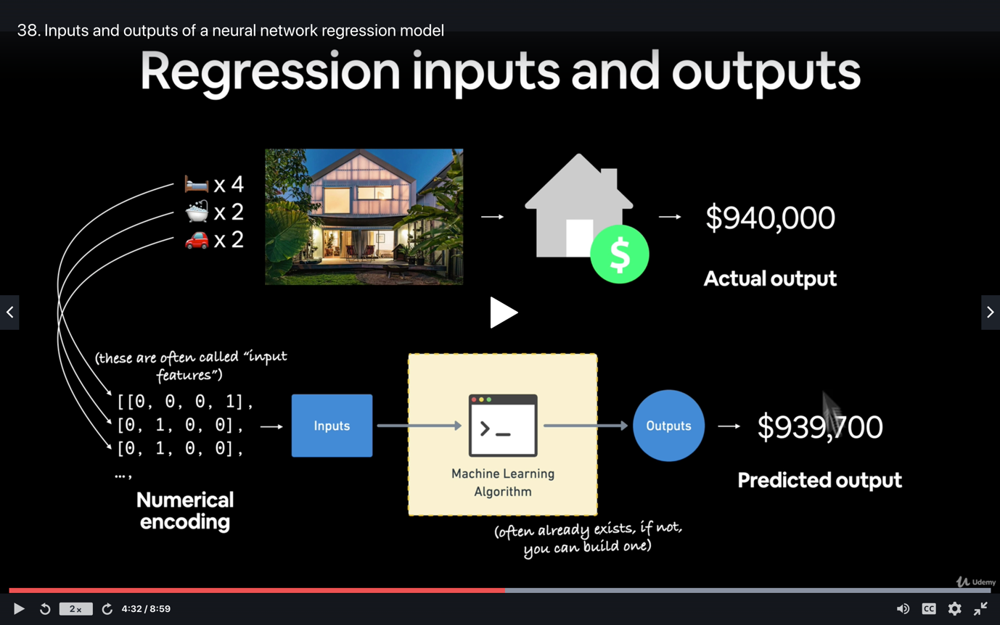 38. Inputs and outputs of a neural network regression model
Regression inputs and outputs
x 4
x 2
x 2
$
$940,000
Actual output
(these are often called “input
features”)
[[0, 0, 0, 1],
[0, 1, 0, 0],
[0, 1, 0, 0],
…,
Numerical
encoding
Inputs
Machine Learning
Algorithm
(often already exists, if not,
you can build one)
Outputs
$939,700
Predicted output
Udemy
2x
4:32 / 8:59
CC